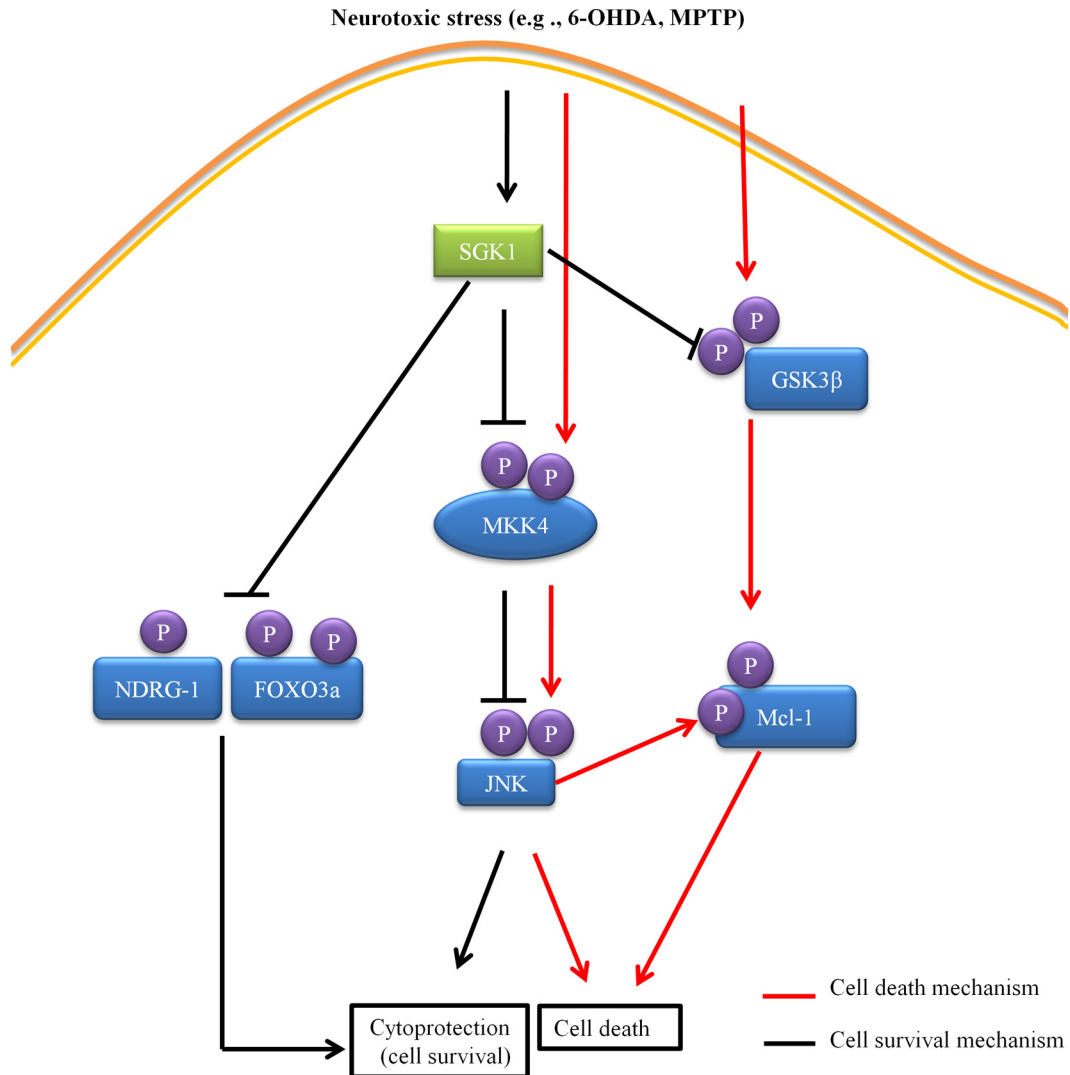 Neurotoxic stress (e.g ., 6-OHDA, MPTP)
SGK1
P
P
GSK3β
P
P
MKK4
P
P
P
NDRG-1
FOXO3a
P
P
Mcl-1
P
P
JNK
Cytoprotection
(cell survival)
Cell death
Cell death mechanism
Cell survival mechanism